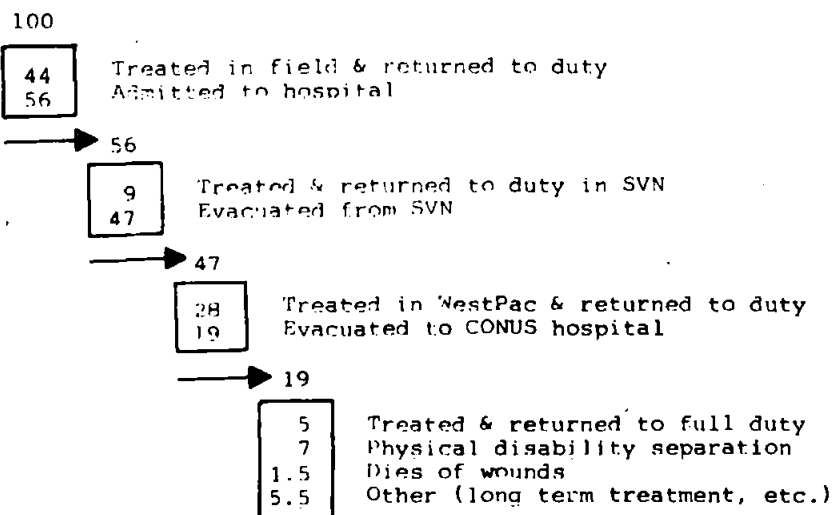 100
44 Treated in field & returned to duty
56 Admitted to hospital
56
9 Treated & returned to duty in SVN
47 Evacuated from SVN
47
28 Treated in WestPac & returned to duty
19 Evacuated to CONUS hospital
19
5 Treated & returned to full duty
7 Physical disability separation
1.5 Dies of wounds
5.5 Other (long term treatment, etc.)